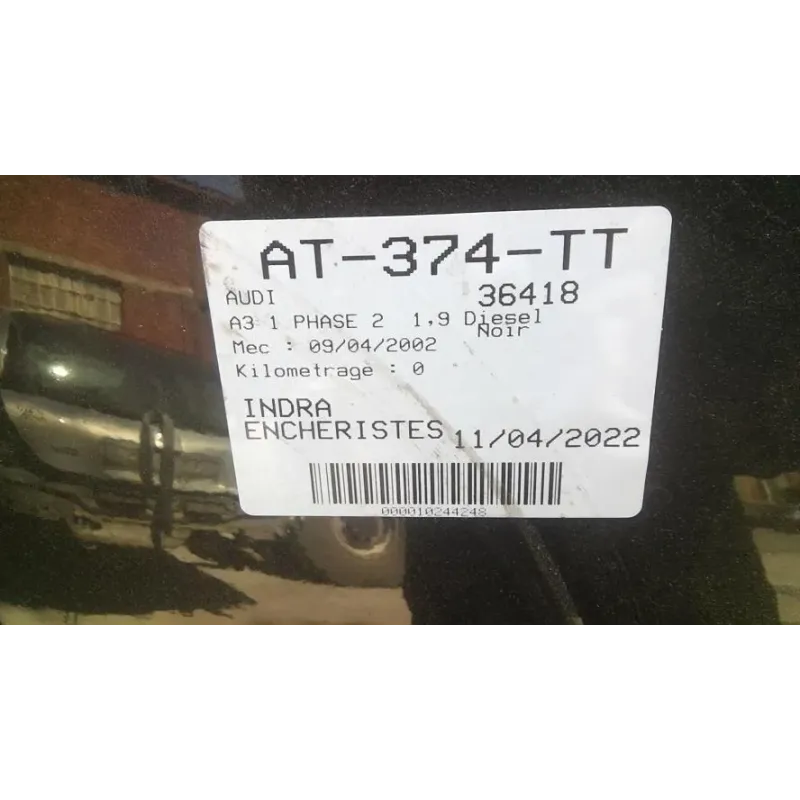 AT-374-TT
AUDI 36418
A3 1 PHASE 2 1,9 Diesel
Noir
Mec : 09/04/2002
Kilometrage : 0
INDRA
ENCHERISTES 11/04/2022
000010244248